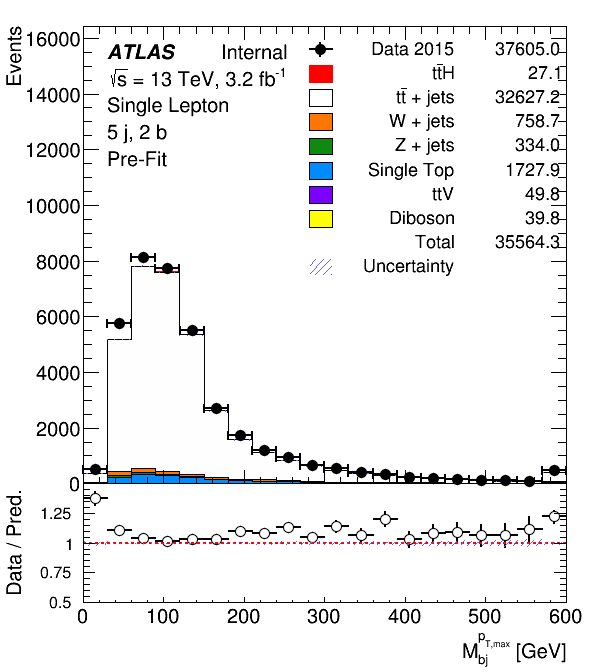 Events
16000
14000
12000
10000
8000
6000
4000
2000
0
ATLAS Internal
√s = 13 TeV, 3.2 fb⁻¹
Single Lepton
5 j, 2 b
Pre-Fit
Data 2015 37605.0
tt̄H 27.1
tt̄ + jets 32627.2
W + jets 758.7
Z + jets 334.0
Single Top 1727.9
ttV 49.8
Diboson 39.8
Total 35564.3
Uncertainty
Data / Pred.
1.25
1
0.75
0.5
0 100 200 300 400 500 600
M_bj^pT,max [GeV]